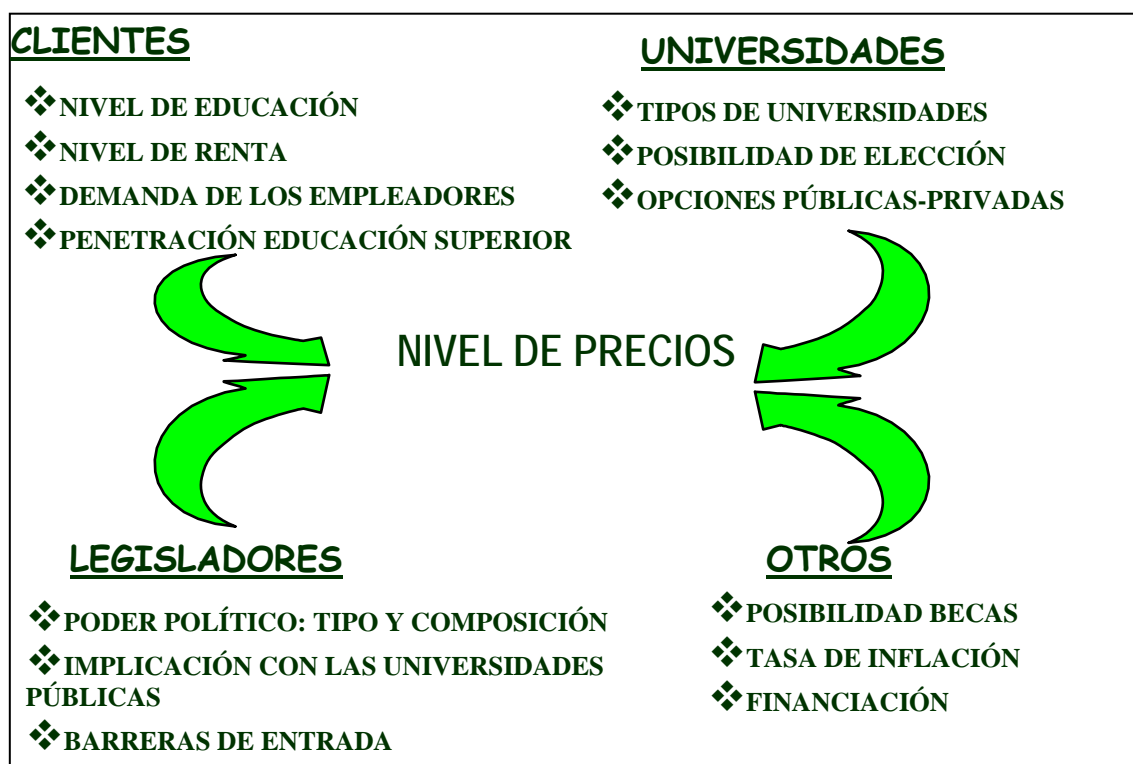 CLIENTES
❖NIVEL DE EDUCACIÓN
❖NIVEL DE RENTA
❖DEMANDA DE LOS EMPLEADORES
❖PENETRACIÓN EDUCACIÓN SUPERIOR
UNIVERSIDADES
❖TIPOS DE UNIVERSIDADES
❖POSIBILIDAD DE ELECCIÓN
❖OPCIONES PÚBLICAS-PRIVADAS
NIVEL DE PRECIOS
LEGISLADORES
❖PODER POLÍTICO: TIPO Y COMPOSICIÓN
❖IMPLICACIÓN CON LAS UNIVERSIDADES
PÚBLICAS
❖BARRERAS DE ENTRADA
OTROS
❖POSIBILIDAD BECAS
❖TASA DE INFLACIÓN
❖FINANCIACIÓN